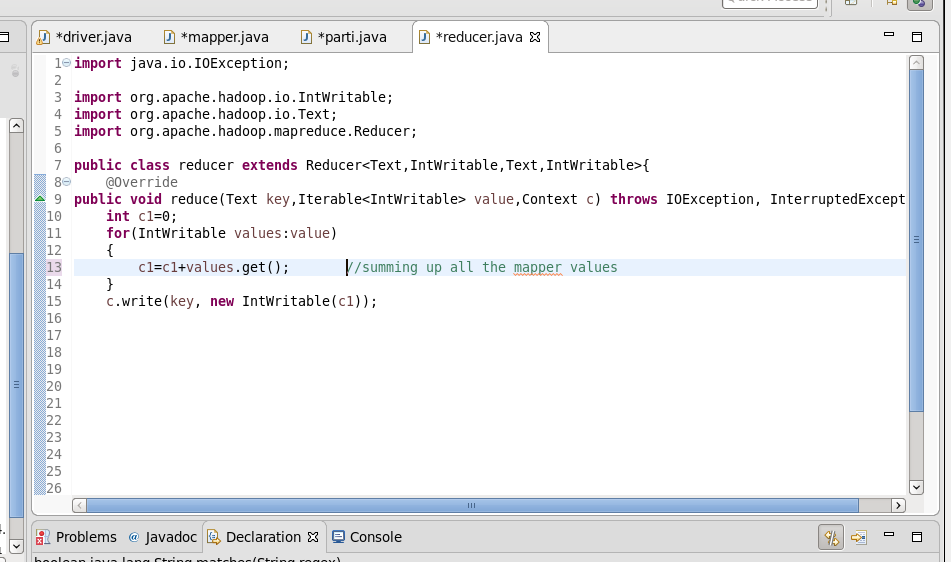 *driver.java *mapper.java *parti.java *reducer.java
1 import java.io.IOException;
2
3 import org.apache.hadoop.io.IntWritable;
4 import org.apache.hadoop.io.Text;
5 import org.apache.hadoop.mapreduce.Reducer;
6
7 public class reducer extends Reducer<Text,IntWritable,Text,IntWritable>{
8 @Override
9 public void reduce(Text key,Iterable<IntWritable> value,Context c) throws IOException, InterruptedExcept
10 int c1=0;
11 for(IntWritable values:value)
12 {
13 c1=c1+values.get(); //summing up all the mapper values
14 }
15 c.write(key, new IntWritable(c1));
16
17
18
19
20
21
22
23
24
25
26
Problems @ Javadoc Declaration Console
boolean java.lang.String.matches(String regex)